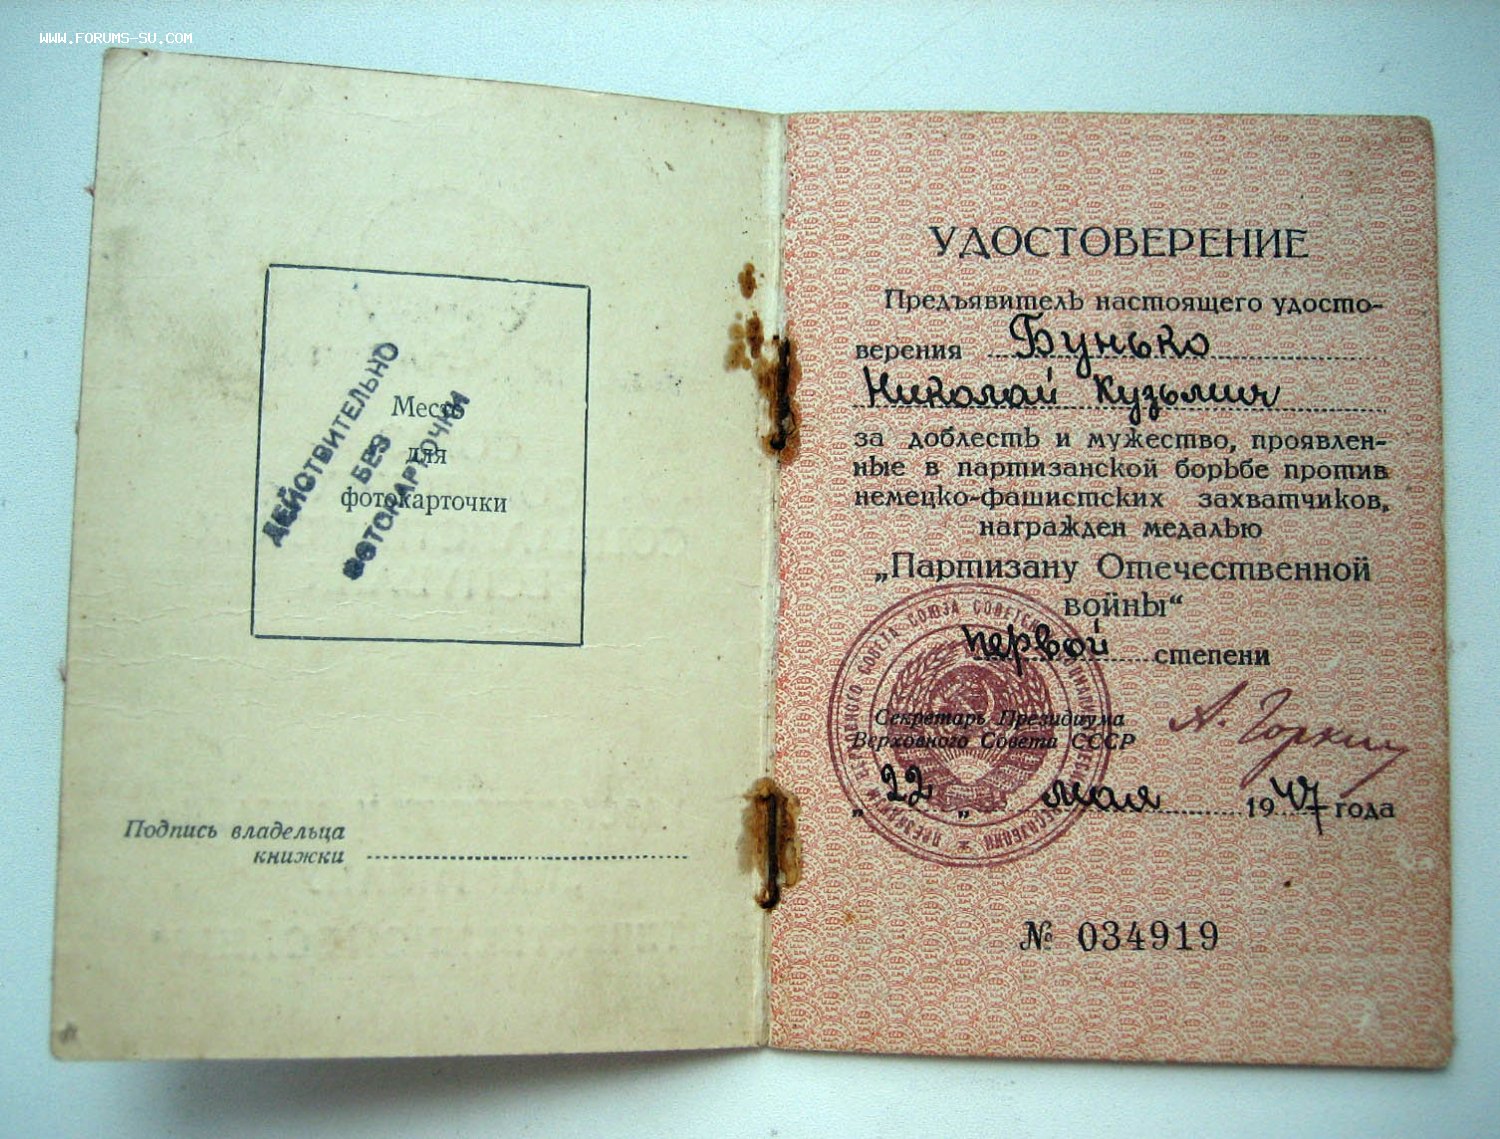 WWW.FORUMS-SU.COM
Место
для
фотокарточки
ДЕЙСТВИТЕЛЬНО
БЕЗ
ФОТОКАРТОЧКИ
Подпись владельца
книжки
УДОСТОВЕРЕНИЕ
Предъявитель настоящего удосто-
верения Бунько
Николай Кузьмич
за доблесть и мужество, проявлен-
ные в партизанской борьбе против
немецко-фашистских захватчиков,
награжден медалью
„Партизану Отечественной
войны“
первой степени
Секретарь Президиума
Верховного Совета СССР
А. Горкин
„22„ мая 1947 года
№ 034919